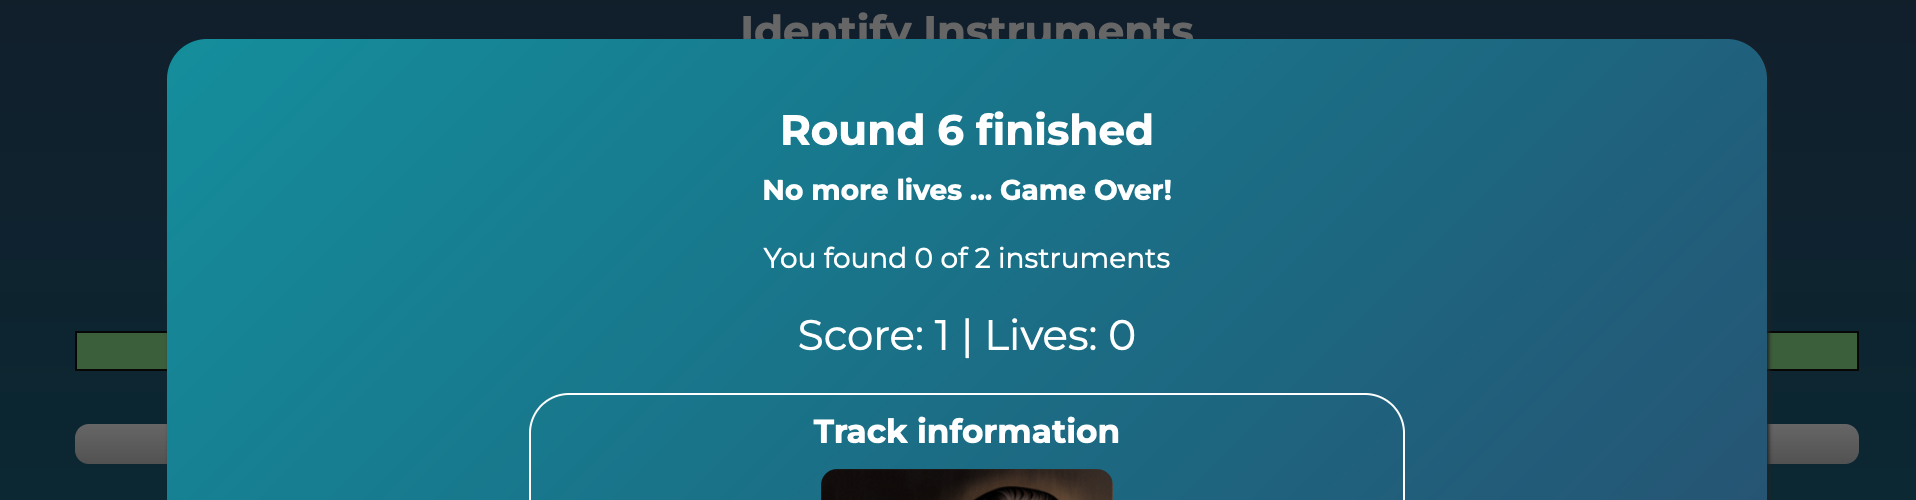 Identify Instruments
Round 6 finished
No more lives ... Game Over!
You found 0 of 2 instruments
Score: 1 | Lives: 0
Track information